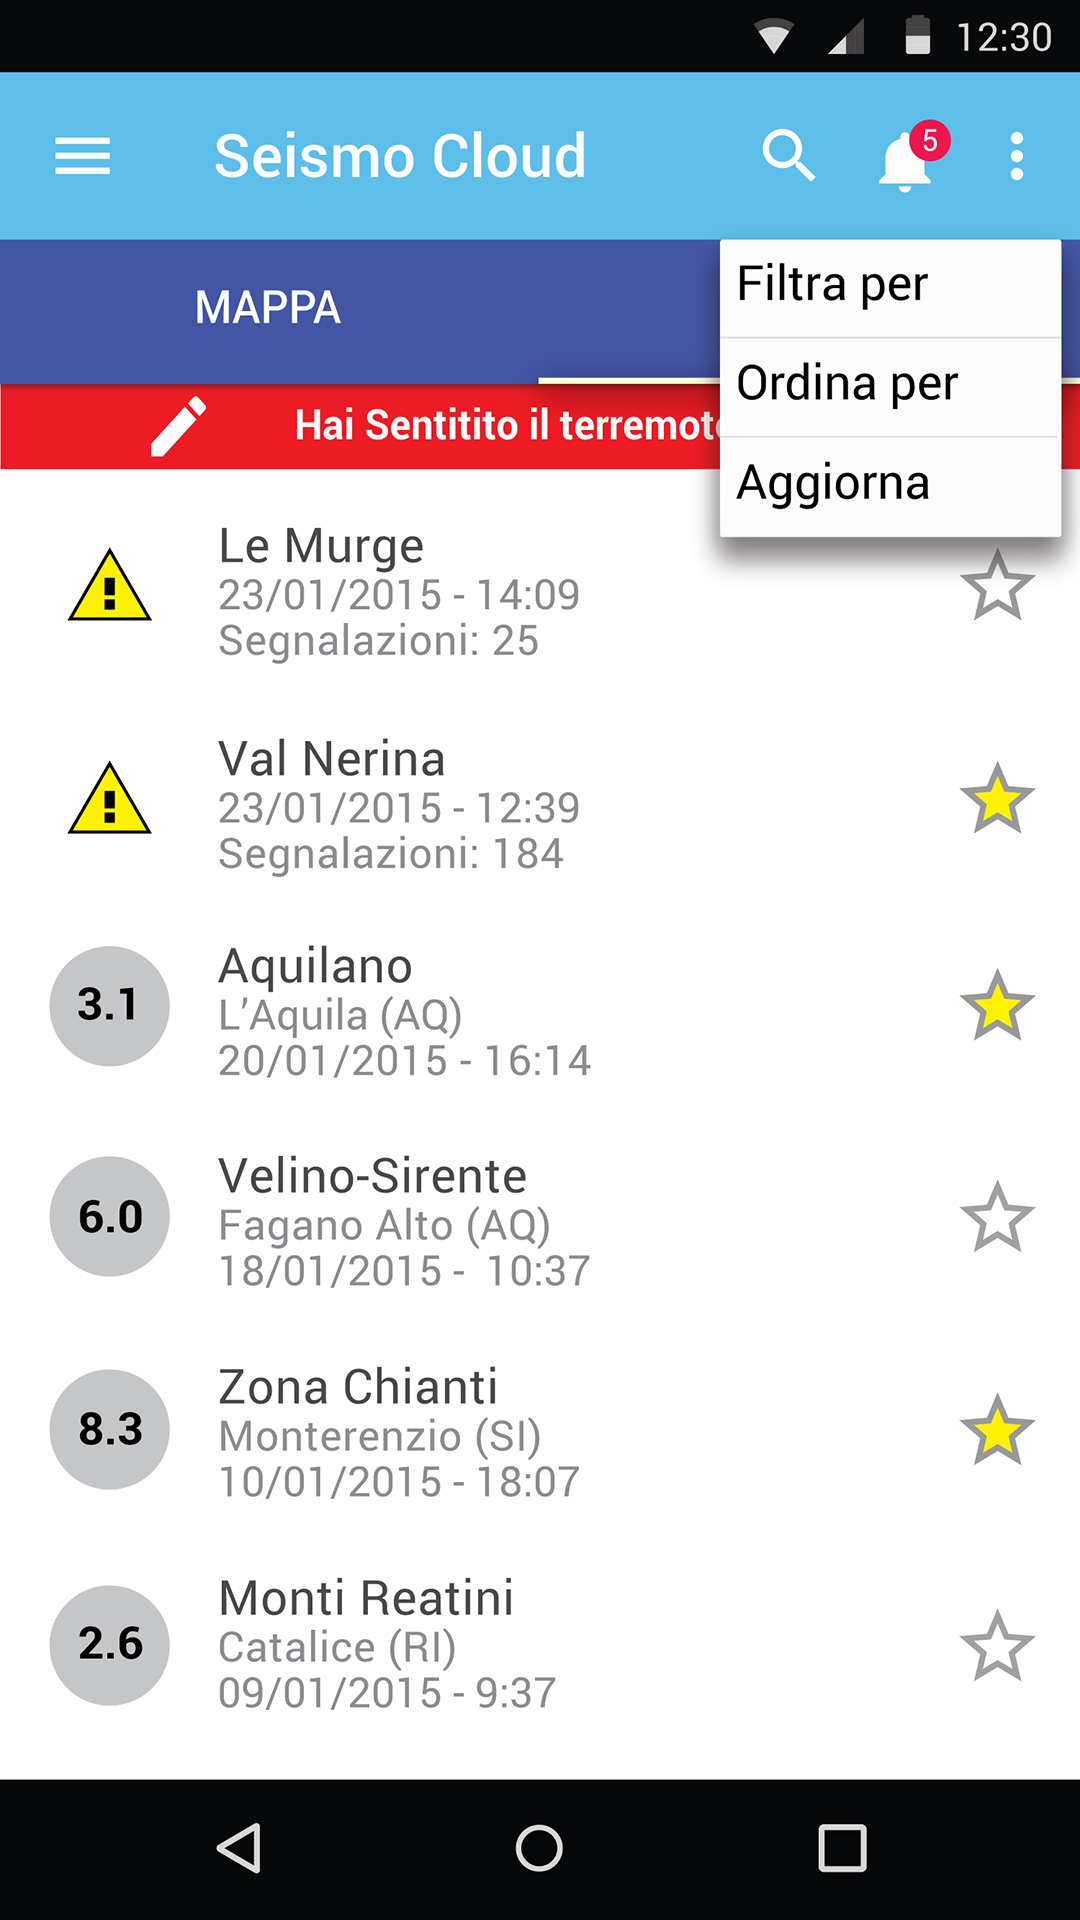 12:30
Seismo Cloud
5
MAPPA
Filtra per
Ordina per
Aggiorna
Hai Sentitito il
Le Murge
23/01/2015 - 14:09
Segnalazioni: 25
Val Nerina
23/01/2015 - 12:39
Segnalazioni: 184
3.1
Aquilano
L'Aquila (AQ)
20/01/2015 - 16:14
6.0
Velino-Sirente
Fagano Alto (AQ)
18/01/2015 - 10:37
8.3
Zona Chianti
Monterenzio (SI)
10/01/2015 - 18:07
2.6
Monti Reatini
Catalice (RI)
09/01/2015 - 9:37